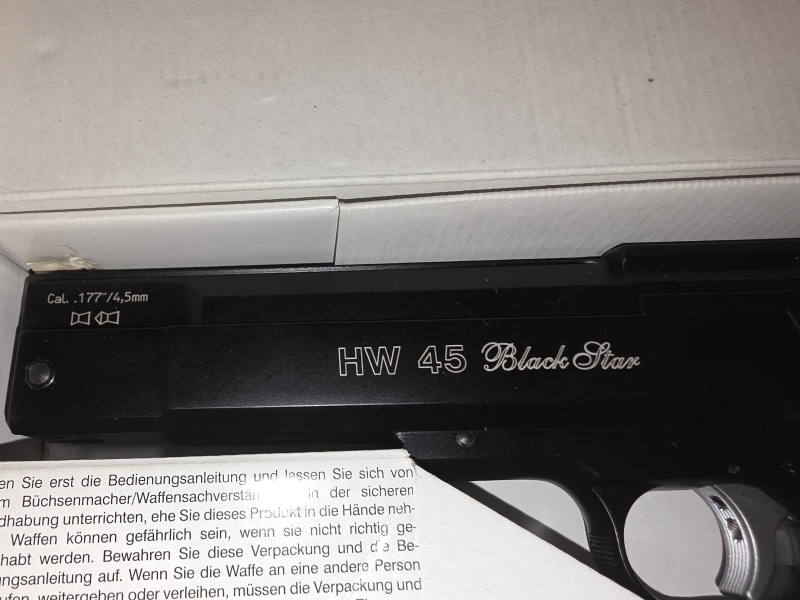 Cal. .177"/4,5mm
HW 45 Black Star
en Sie erst die Bedienungsanleitung und lassen Sie sich von
m Büchsenmacher/Waffensachverstän in der sicheren
dhabung unterrichten, ehe Sie dieses Produkt in die Hände neh-
Waffen können gefährlich sein, wenn sie nicht richtig ge-
habt werden. Bewahren Sie diese Verpackung und die Be-
ngsanleitung auf. Wenn Sie die Waffe an eine andere Person
ufen, weitergeben oder verleihen, müssen die Verpackung und